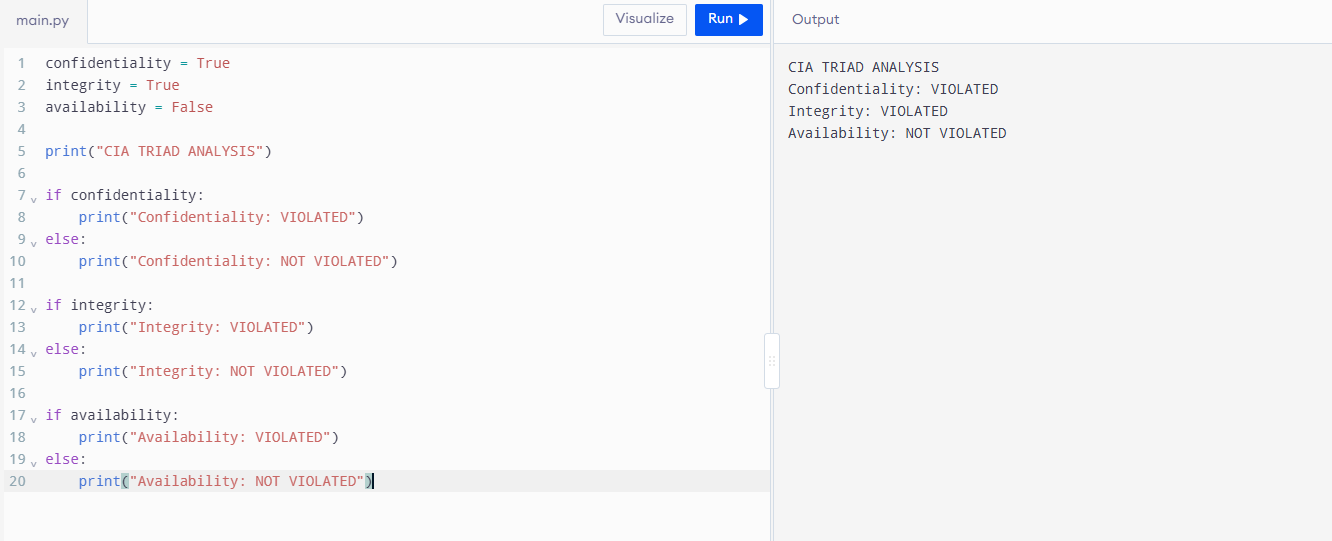 main.py
Visualize
Run
Output
1 confidentiality = True
2 integrity = True
3 availability = False
4
5 print("CIA TRIAD ANALYSIS")
6
7 if confidentiality:
8     print("Confidentiality: VIOLATED")
9 else:
10     print("Confidentiality: NOT VIOLATED")
11
12 if integrity:
13     print("Integrity: VIOLATED")
14 else:
15     print("Integrity: NOT VIOLATED")
16
17 if availability:
18     print("Availability: VIOLATED")
19 else:
20     print("Availability: NOT VIOLATED")
CIA TRIAD ANALYSIS
Confidentiality: VIOLATED
Integrity: VIOLATED
Availability: NOT VIOLATED